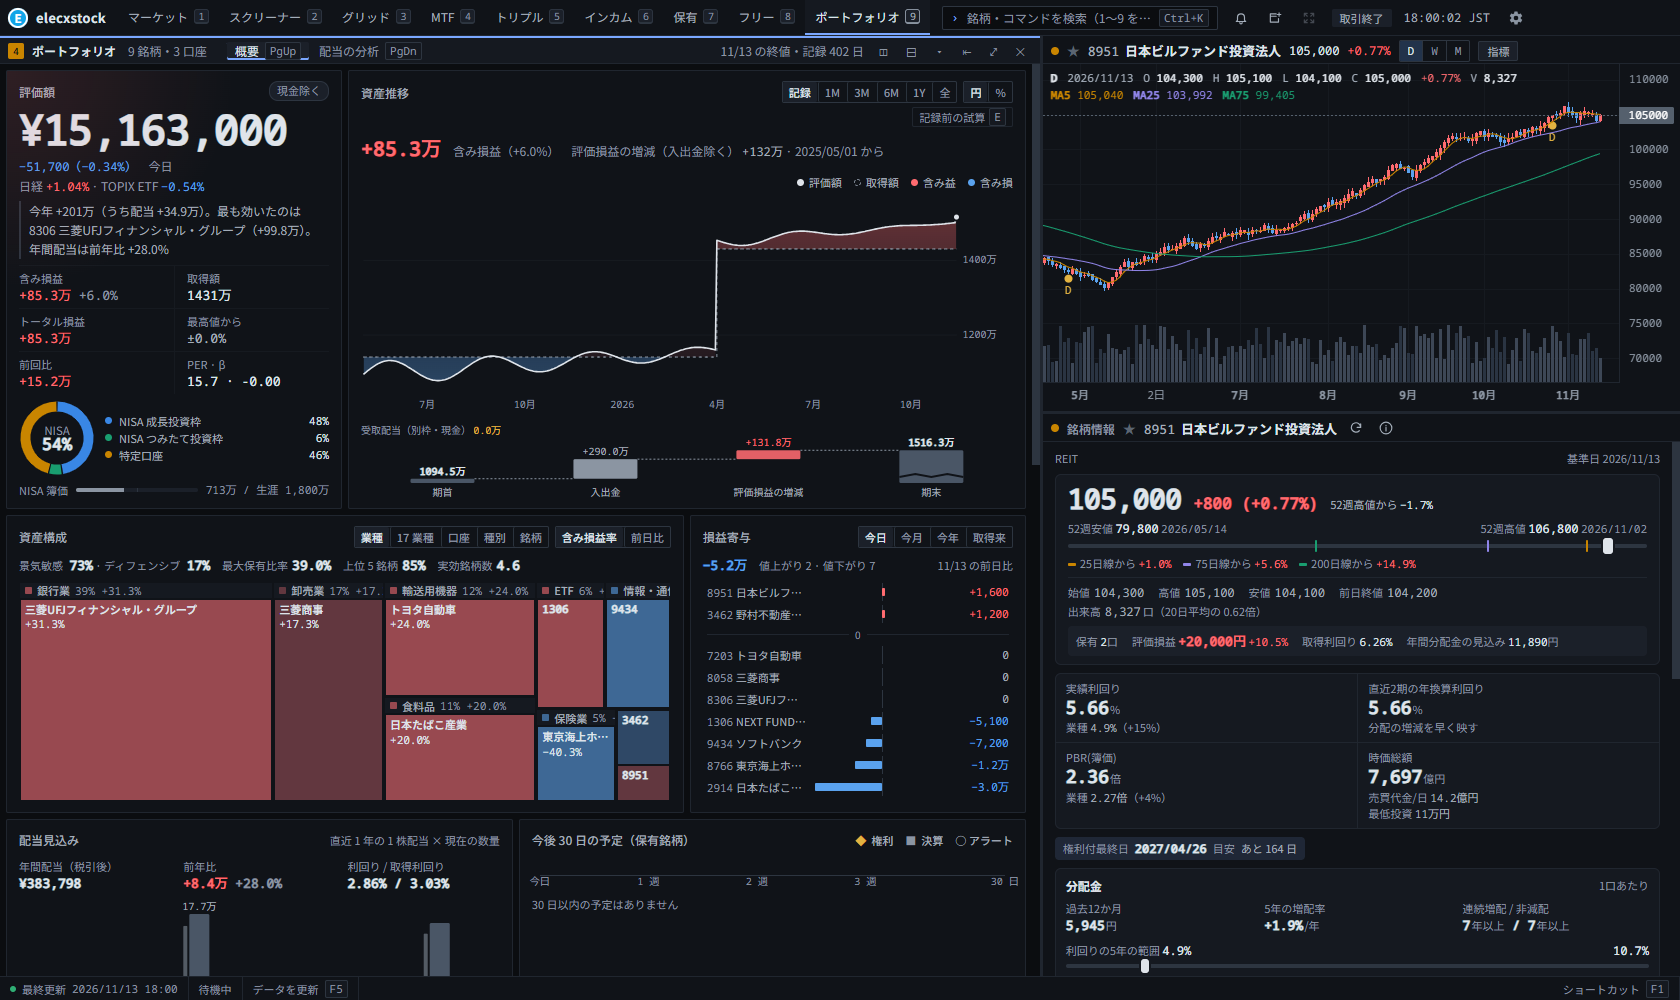 elecxstock マーケット 1 スクリーナー 2 グリッド 3 MTF 4 トリプル 5 インカム 6 保有 7 フリー 8 ポートフォリオ 9 › 銘柄・コマンドを検索（1〜9 を… Ctrl+K 取引終了 18:00:02 JST
4 ポートフォリオ 9 銘柄・3 口座 概要 PgUp 配当の分析 PgDn 11/13 の終値・記録 402 日
評価額 現金除く
¥15,163,000
−51,700 (−0.34%) 今日
日経 +1.04%・TOPIX ETF −0.54%
今年 +201万（うち配当 +34.9万）。最も効いたのは
8306 三菱UFJフィナンシャル・グループ（+99.8万）。
年間配当は前年比 +28.0%
含み損益 取得額
+85.3万 +6.0% 1431万
トータル損益 最高値から
+85.3万 ±0.0%
前回比 PER・β
+15.2万 15.7 · -0.00
NISA 54%
NISA 成長投資枠 48%
NISA つみたて投資枠 6%
特定口座 46%
NISA 簿価 713万 / 生涯 1,800万
資産推移 記録 1M 3M 6M 1Y 全 円 %
記録前の試算 E
+85.3万 含み損益（+6.0%） 評価損益の増減（入出金除く） +132万・2025/05/01 から
評価額 取得額 含み益 含み損
1400万
1200万
7月 10月 2026 4月 7月 10月
受取配当（別枠・現金） 0.0万
1094.5万 +290.0万 +131.8万 1516.3万
期首 入出金 評価損益の増減 期末
資産構成 業種 17 業種 口座 種別 銘柄 含み損益率 前日比
景気敏感 73%・ディフェンシブ 17% 最大保有比率 39.0% 上位 5 銘柄 85% 実効銘柄数 4.6
銀行業 39% +31.3%
三菱UFJフィナンシャル・グループ
+31.3%
卸売業 17% +17.
三菱商事
+17.3%
輸送用機器 12% +24.0%
トヨタ自動車
+24.0%
食料品 11% +20.0%
日本たばこ産業
+20.0%
ETF 6% +
1306
情報・通信
9434
保険業 5% -
東京海上ホ…
−40.3%
3462
8951
損益寄与 今日 今月 今年 取得来
−5.2万 値上がり 2・値下がり 7 11/13 の前日比
8951 日本ビルフ… +1,600
3462 野村不動産… +1,200
0
7203 トヨタ自動車 0
8058 三菱商事 0
8306 三菱UFJフ… 0
1306 NEXT FUND… −5,100
9434 ソフトバンク −7,200
8766 東京海上ホ… −1.2万
2914 日本たばこ… −3.0万
配当見込み 直近 1 年の 1 株配当 × 現在の数量
年間配当（税引後） 前年比 利回り / 取得利回り
¥383,798 +8.4万 +28.0% 2.86% / 3.03%
17.7万
今後 30 日の予定（保有銘柄） 権利 決算 アラート
今日 1 週 2 週 3 週 30 日
30 日以内の予定はありません
★ 8951 日本ビルファンド投資法人 105,000 +0.77% D W M 指標
D 2026/11/13 O 104,300 H 105,100 L 104,100 C 105,000 +0.77% V 8,327
MA5 105,040 MA25 103,992 MA75 99,405
110000
105000
100000
95000
90000
85000
80000
75000
70000
D
D
5月 2日 7月 8月 9月 10月 11月
銘柄情報 ★ 8951 日本ビルファンド投資法人
REIT 基準日 2026/11/13
105,000 +800 (+0.77%) 52週高値から −1.7%
52週安値 79,800 2026/05/14 52週高値 106,800 2026/11/02
25日線から +1.0% 75日線から +5.6% 200日線から +14.9%
始値 104,300 高値 105,100 安値 104,100 前日終値 104,200
出来高 8,327 口（20日平均の 0.62倍）
保有 2口 評価損益 +20,000円 +10.5% 取得利回り 6.26% 年間分配金の見込み 11,890円
実績利回り 直近2期の年換算利回り
5.66% 5.66%
業種 4.9%（+15%） 分配の増減を早く映す
PBR(簿価) 時価総額
2.36倍 7,697億円
業種 2.27倍（+4%） 売買代金/日 14.2億円
最低投資 11万円
権利付最終日 2027/04/26 目安 あと 164 日
分配金 1口あたり
過去12か月 5年の増配率 連続増配 / 非減配
5,945円 +1.9%/年 7年以上 / 7年以上
利回りの5年の範囲 4.9% 10.7%
最終更新 2026/11/13 18:00 待機中 データを更新 F5 ショートカット F1